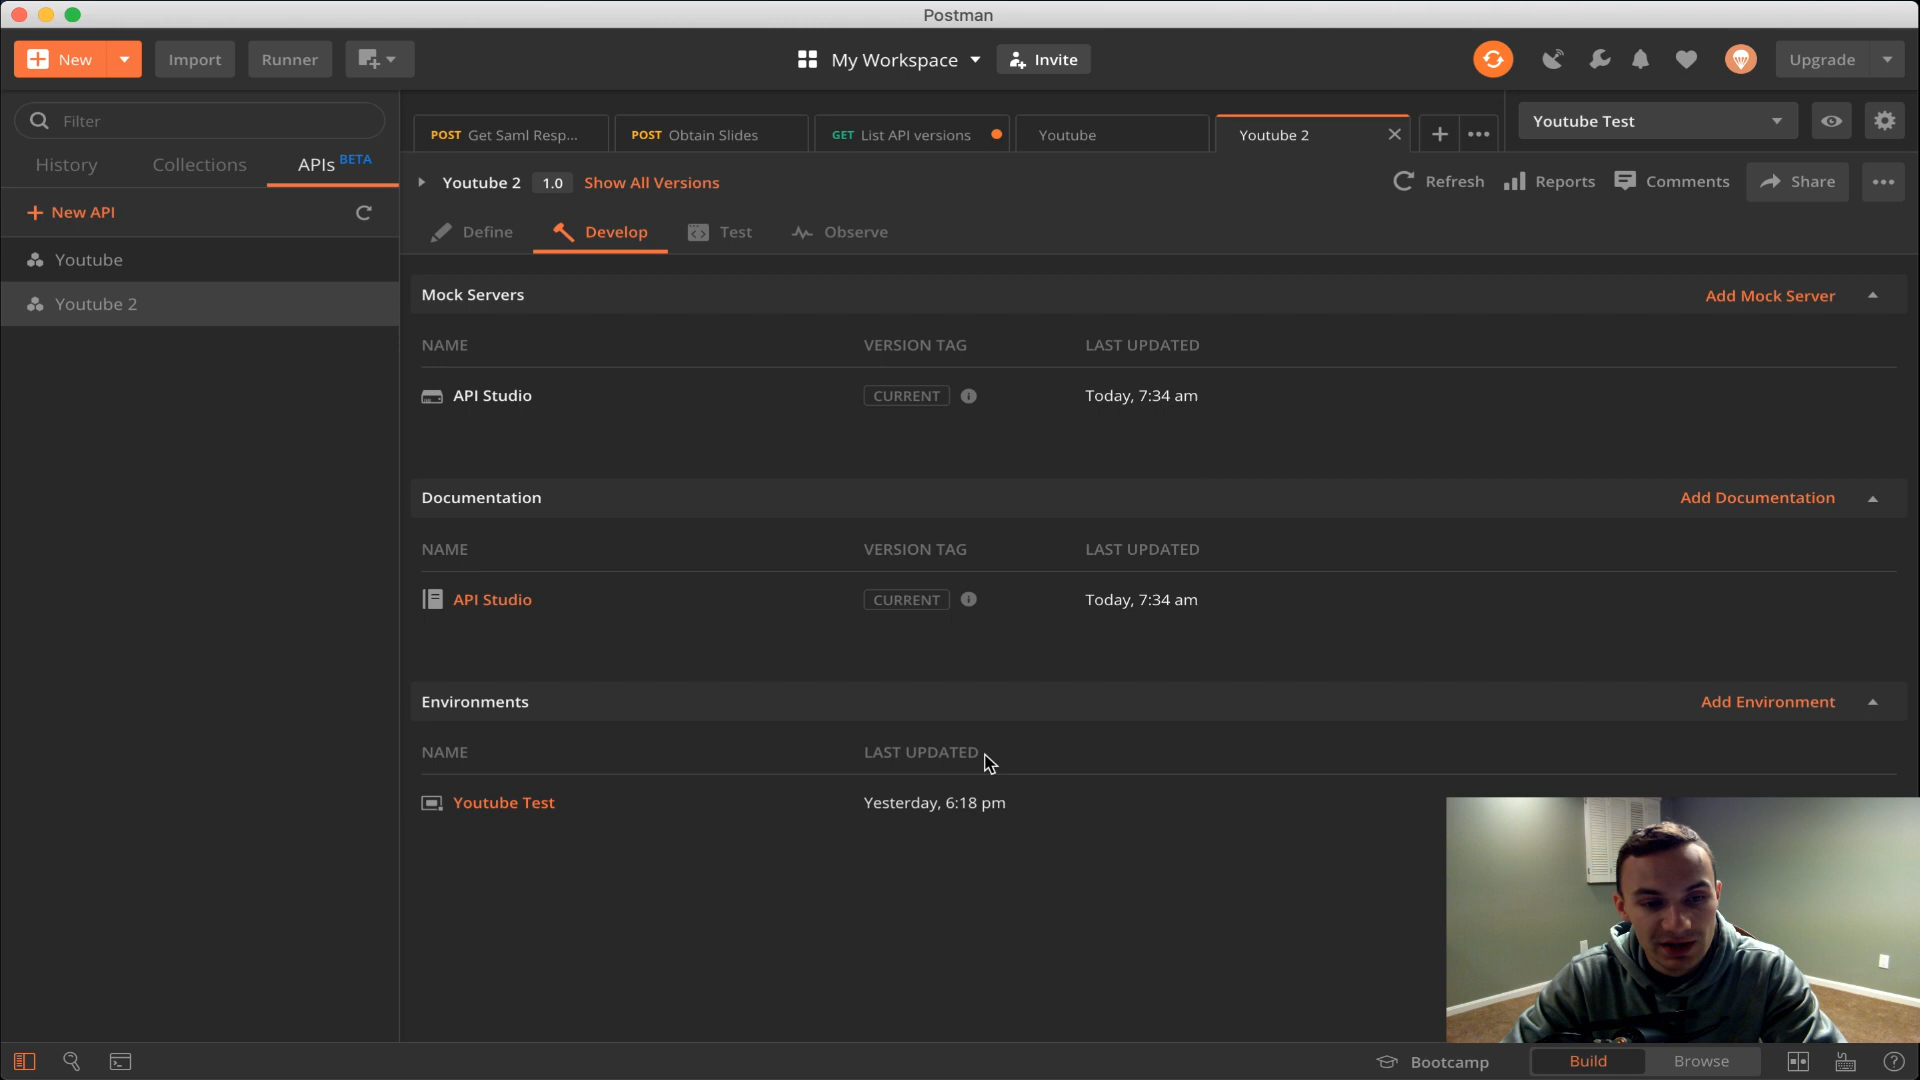 Postman
New
Import
Runner
My Workspace
Invite
Upgrade
Filter
History
Collections
APIs BETA
New API
Youtube
Youtube 2
POST Get Saml Resp...
POST Obtain Slides
GET List API versions
Youtube
Youtube 2
Youtube Test
Youtube 2 1.0 Show All Versions
Refresh
Reports
Comments
Share
Define
Develop
Test
Observe
Mock Servers
Add Mock Server
NAME VERSION TAG LAST UPDATED
API Studio CURRENT Today, 7:34 am
Documentation
Add Documentation
NAME VERSION TAG LAST UPDATED
API Studio CURRENT Today, 7:34 am
Environments
Add Environment
NAME LAST UPDATED
Youtube Test Yesterday, 6:18 pm
Bootcamp
Build
Browse